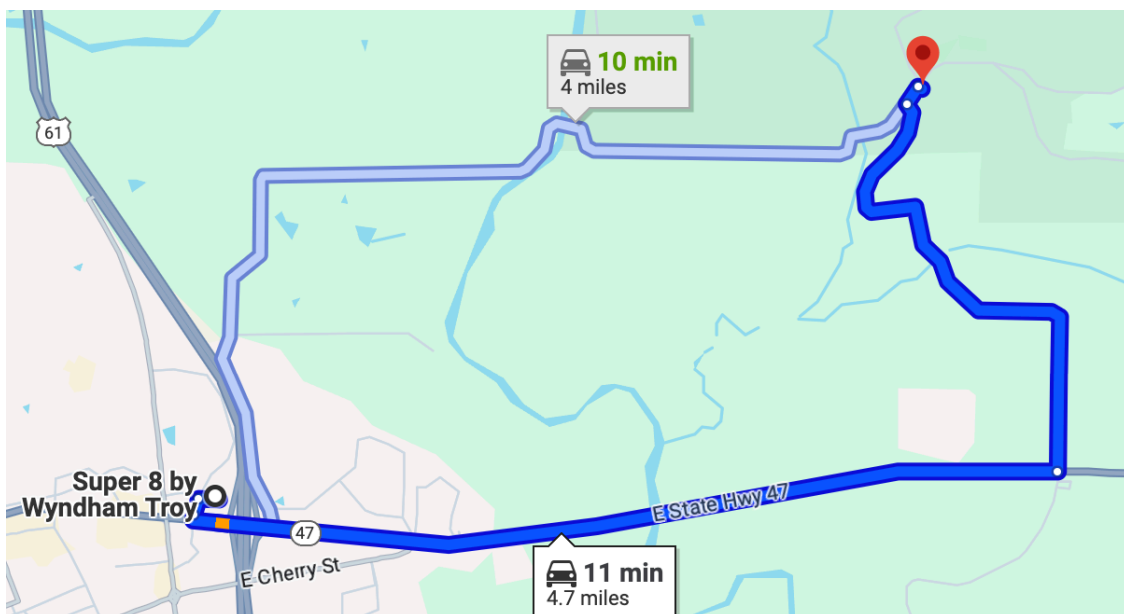 10 min
4 miles
61
Super 8 by
Wyndham Troy
E State Hwy 47
47
E Cherry St
11 min
4.7 miles